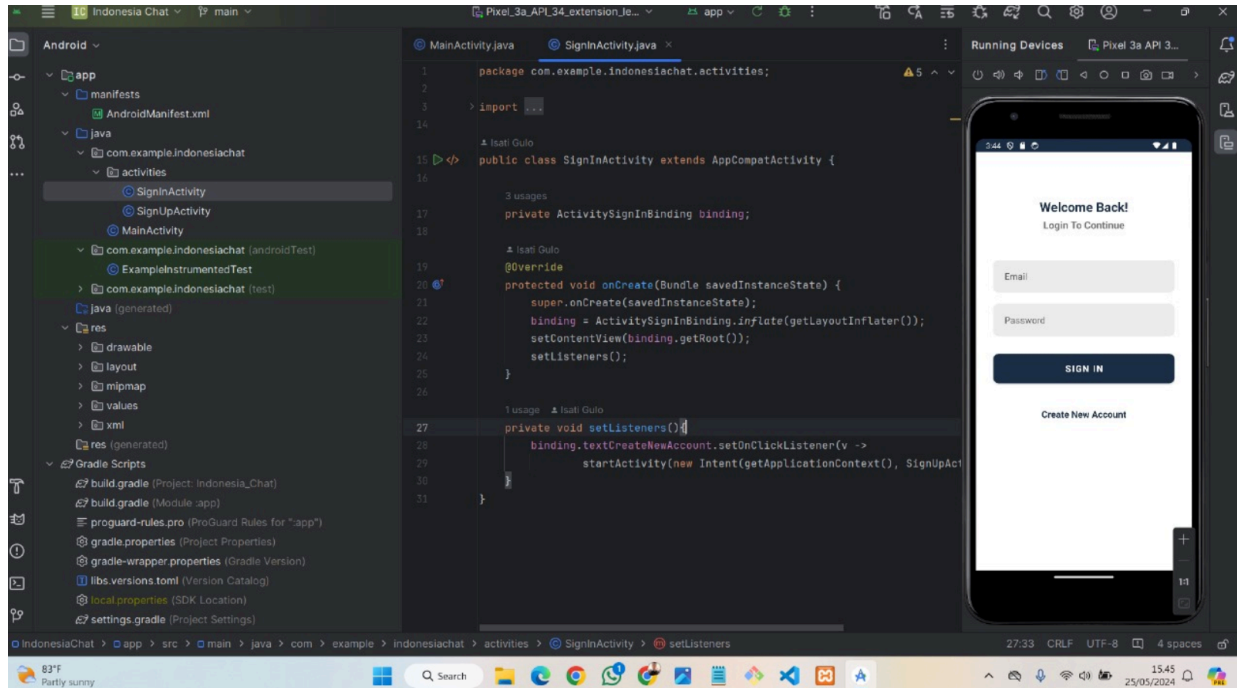 IC Indonesia Chat main Pixel_3a_API_34_extension_le... app
Android
app
manifests
AndroidManifest.xml
java
com.example.indonesiachat
activities
SignInActivity
SignUpActivity
MainActivity
com.example.indonesiachat (androidTest)
ExampleInstrumentedTest
com.example.indonesiachat (test)
java (generated)
res
drawable
layout
mipmap
values
xml
res (generated)
Gradle Scripts
build.gradle (Project: Indonesia_Chat)
build.gradle (Module :app)
proguard-rules.pro (ProGuard Rules for ":app")
gradle.properties (Project Properties)
gradle-wrapper.properties (Gradle Version)
libs.versions.toml (Version Catalog)
local.properties (SDK Location)
settings.gradle (Project Settings)
MainActivity.java SignInActivity.java
1 package com.example.indonesiachat.activities; 5
2
3 import ...
14
Isati Gulo
15 public class SignInActivity extends AppCompatActivity {
16
3 usages
17 private ActivitySignInBinding binding;
18
Isati Gulo
19 @Override
20 protected void onCreate(Bundle savedInstanceState) {
21 super.onCreate(savedInstanceState);
22 binding = ActivitySignInBinding.inflate(getLayoutInflater());
23 setContentView(binding.getRoot());
24 setListeners();
25 }
26
1 usage Isati Gulo
27 private void setListeners(){
28 binding.textCreateNewAccount.setOnClickListener(v ->
29 startActivity(new Intent(getApplicationContext(), SignUpAct
30 }
31 }
Running Devices Pixel 3a API 3...
3:44
Welcome Back!
Login To Continue
Email
Password
SIGN IN
Create New Account
1:1
IndonesiaChat > app > src > main > java > com > example > indonesiachat > activities > SignInActivity > setListeners 27:33 CRLF UTF-8 4 spaces
83°F
Partly sunny
Search
15.45
25/05/2024